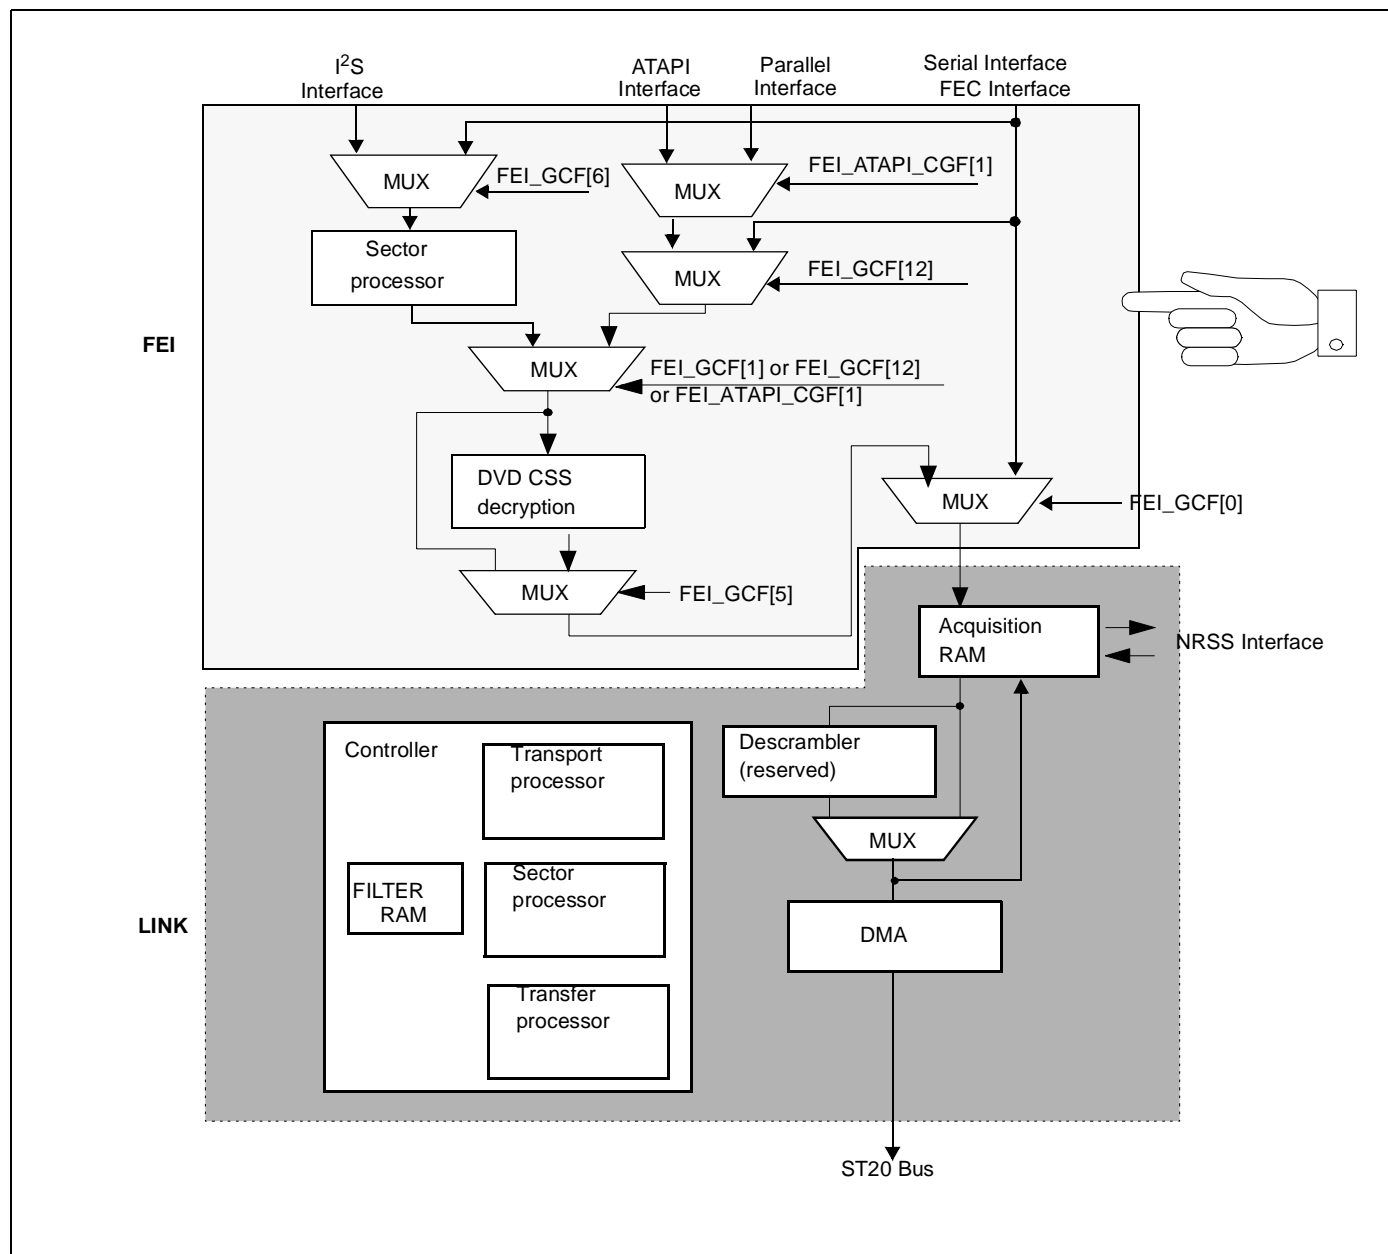 I2S
Interface
ATAPI
Interface
Parallel
Interface
Serial Interface
FEC Interface
MUX
FEI_GCF[6]
MUX
FEI_ATAPI_CGF[1]
Sector
processor
MUX
FEI_GCF[12]
FEI
MUX
FEI_GCF[1] or FEI_GCF[12]
or FEI_ATAPI_CGF[1]
DVD CSS
decryption
MUX
FEI_GCF[0]
MUX
FEI_GCF[5]
Acquisition
RAM
NRSS Interface
Controller
Transport
processor
Descrambler
(reserved)
MUX
FILTER
RAM
Sector
processor
LINK
DMA
Transfer
processor
ST20 Bus